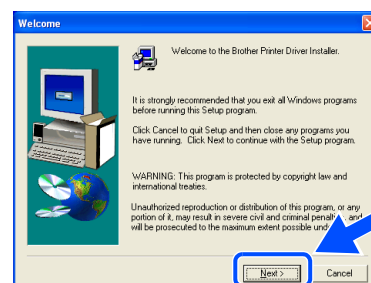 Welcome
Welcome to the Brother Printer Driver Installer.
It is strongly recommended that you exit all Windows programs
before running this Setup program.
Click Cancel to quit Setup and then close any programs you
have running. Click Next to continue with the Setup program.
WARNING: This program is protected by copyright law and
international treaties.
Unauthorized reproduction or distribution of this program, or any
portion of it, may result in severe civil and criminal and
will be prosecuted to the maximum extent possible
Next >
Cancel